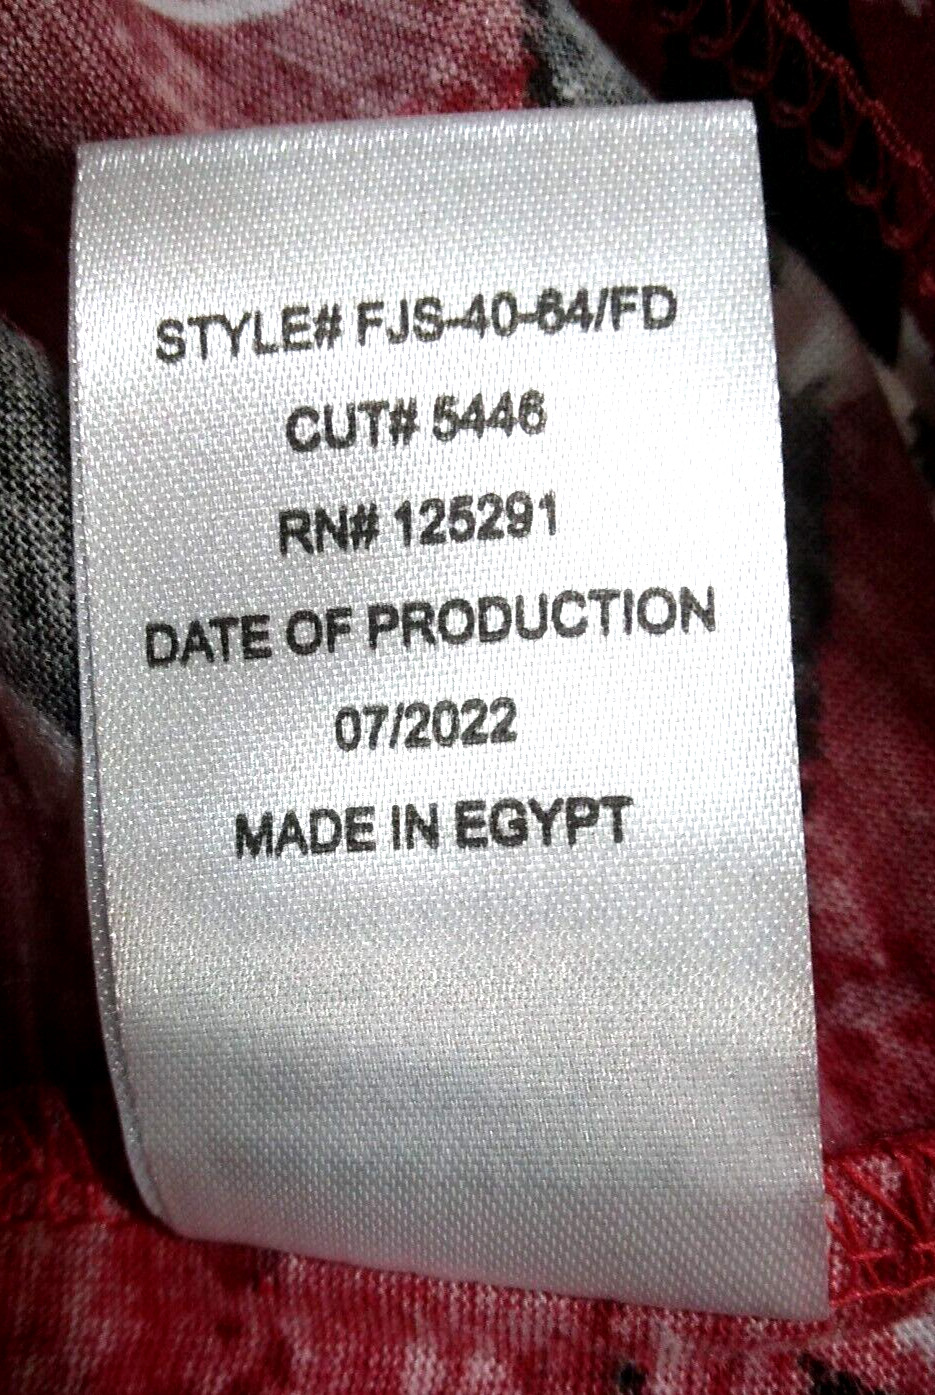 STYLE# FJS-40-64/FD
CUT# 5446
RN# 125291
DATE OF PRODUCTION
07/2022
MADE IN EGYPT